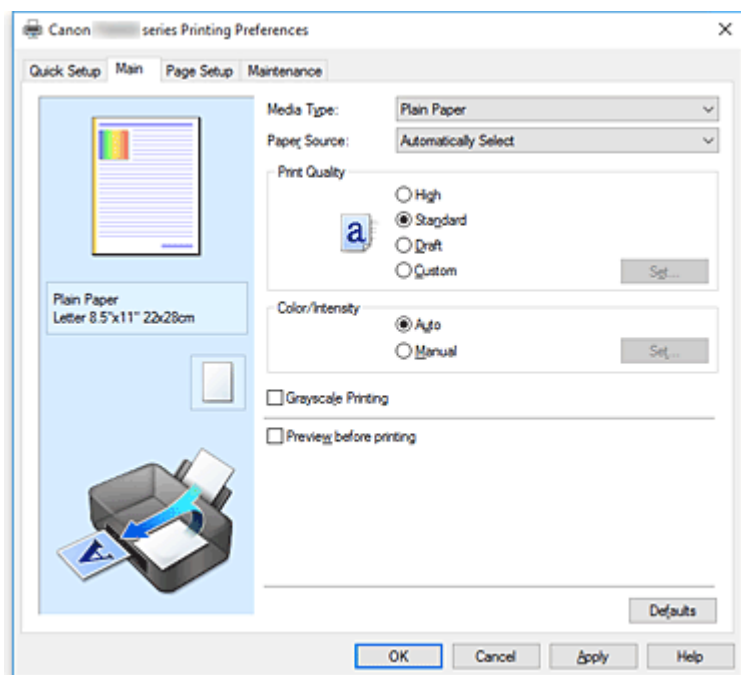 Canon series Printing Preferences
Quick Setup Main Page Setup Maintenance
Media Type: Plain Paper
Paper Source: Automatically Select
Print Quality
High
a
Standard
Draft
Custom
Set...
Plain Paper
Letter 8.5"x11" 22x28cm
Color/Intensity
Auto
Manual
Set...
Grayscale Printing
Preview before printing
A
Defaults
OK Cancel Apply Help